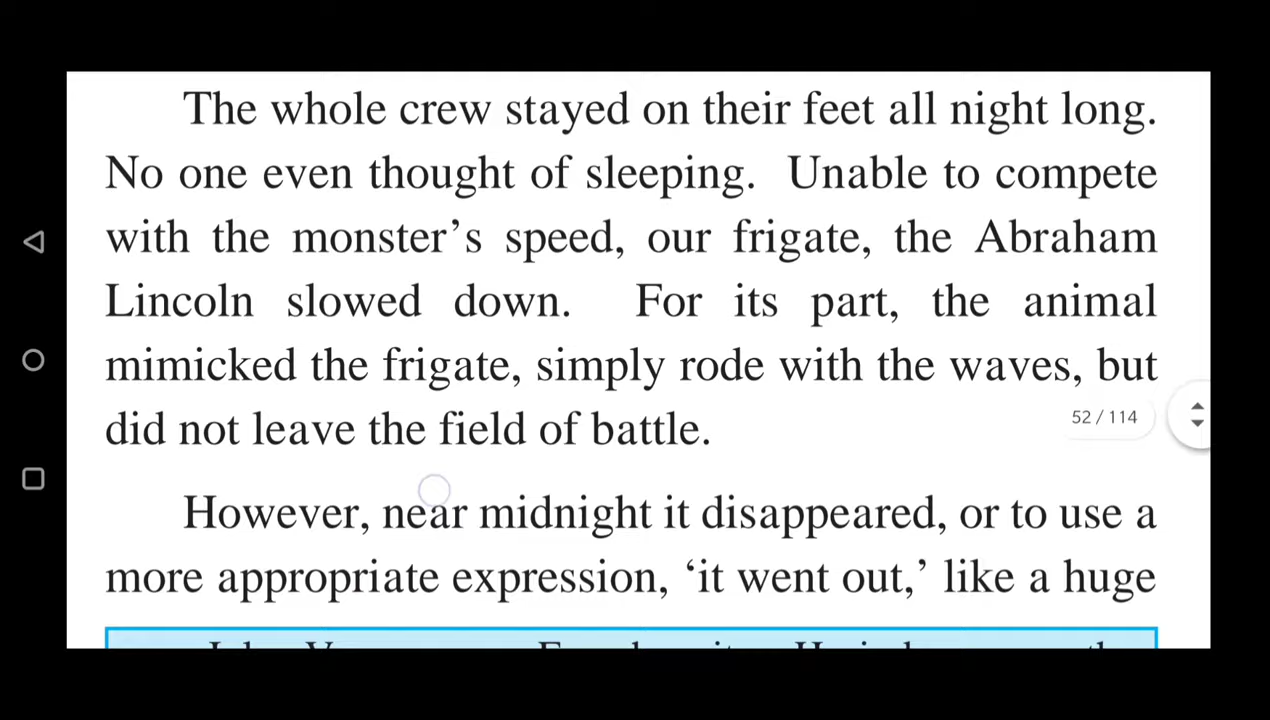 The whole crew stayed on their feet all night long.
No one even thought of sleeping. Unable to compete
with the monster’s speed, our frigate, the Abraham
Lincoln slowed down. For its part, the animal
mimicked the frigate, simply rode with the waves, but
did not leave the field of battle.
52 / 114
However, near midnight it disappeared, or to use a
more appropriate expression, ‘it went out,’ like a huge